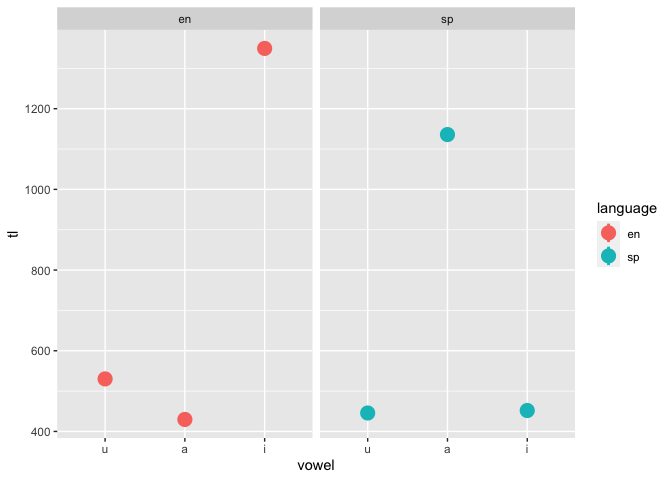 en sp
1200
1000
800
600
400
tl
u a i u a i
vowel
language
en
sp